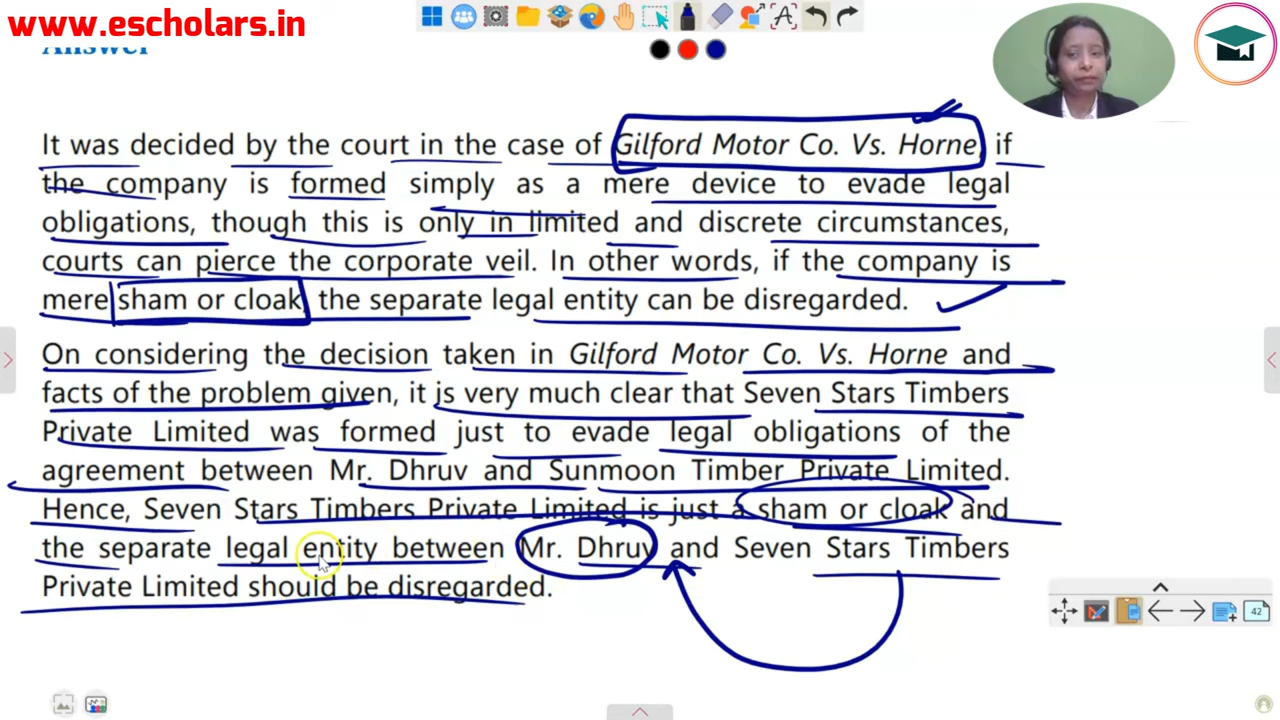 www.escholars.in
Answer
It was decided by the court in the case of Gilford Motor Co. Vs. Horne, if
the company is formed simply as a mere device to evade legal
obligations, though this is only in limited and discrete circumstances,
courts can pierce the corporate veil. In other words, if the company is
mere sham or cloak, the separate legal entity can be disregarded.
On considering the decision taken in Gilford Motor Co. Vs. Horne and
facts of the problem given, it is very much clear that Seven Stars Timbers
Private Limited was formed just to evade legal obligations of the
agreement between Mr. Dhruv and Sunmoon Timber Private Limited.
Hence, Seven Stars Timbers Private Limited is just a sham or cloak and
the separate legal entity between Mr. Dhruv and Seven Stars Timbers
Private Limited should be disregarded.
42